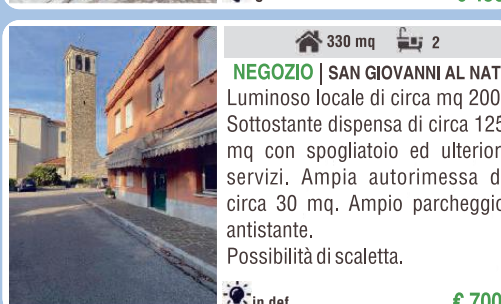 330 mq 2
NEGOZIO | SAN GIOVANNI AL NAT
Luminoso locale di circa mq 200
Sottostante dispensa di circa 125
mq con spogliatoio ed ulterior
servizi. Ampia autorimessa d
circa 30 mq. Ampio parcheggio
antistante.
Possibilità di scaletta.
in def. € 700